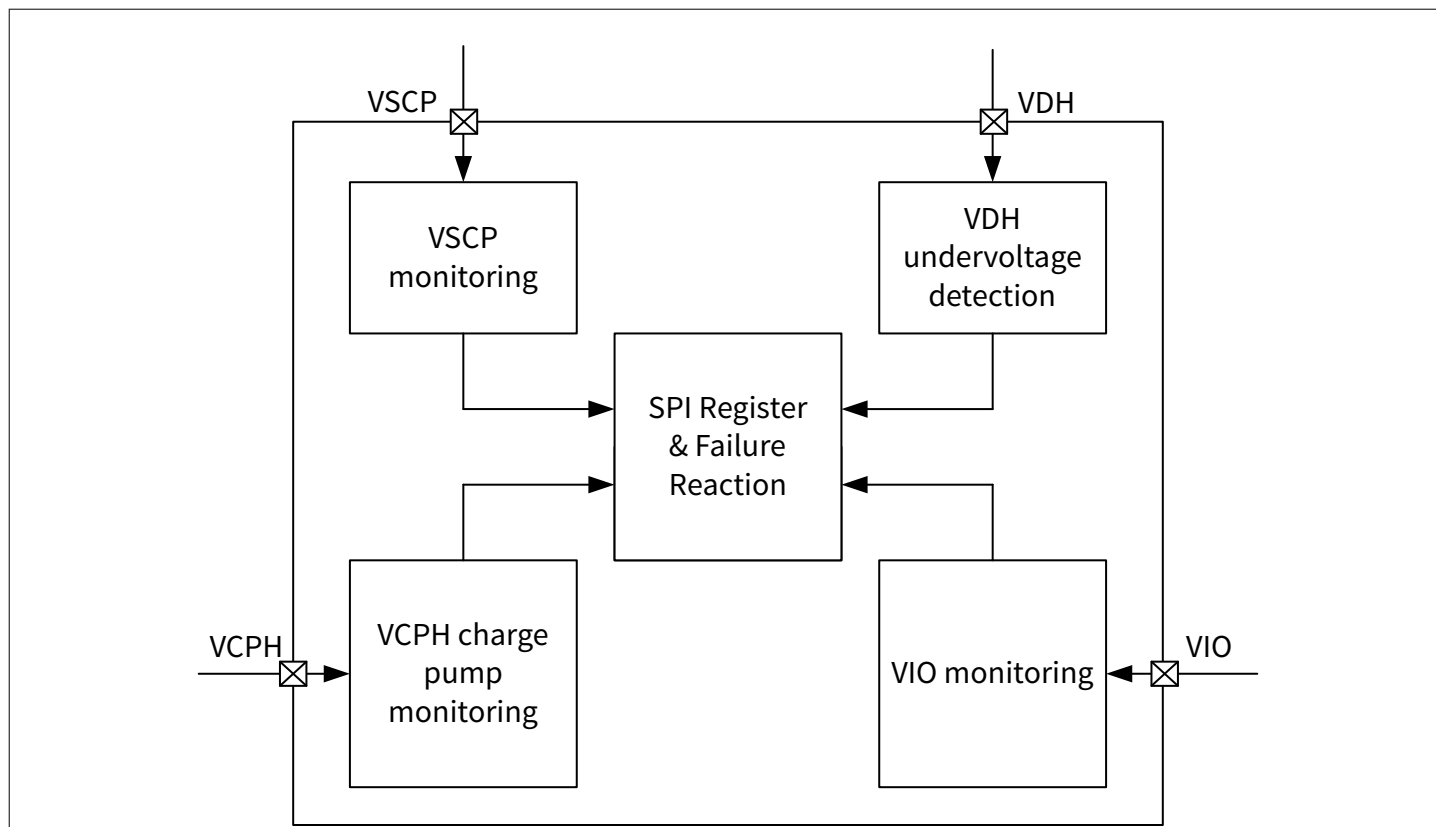 VSCP
VDH
VSCP
monitoring
VDH
undervoltage
detection
SPI Register
& Failure
Reaction
VCPH
VCPH charge
pump
monitoring
VIO monitoring
VIO